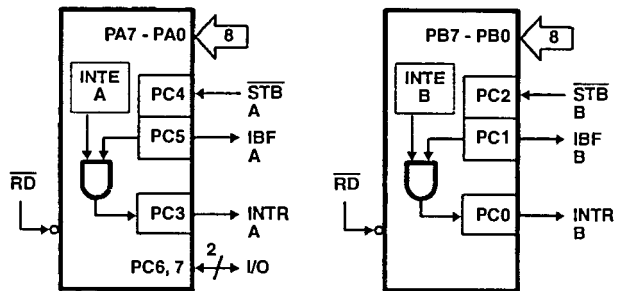 PA7 - PA0
8
INTE
A
PC4
STB
A
PC5
IBF
A
RD
PC3
INTR
A
PC6, 7
2
I/O
PB7 - PB0
8
INTE
B
PC2
STB
B
PC1
IBF
B
RD
PC0
INTR
B